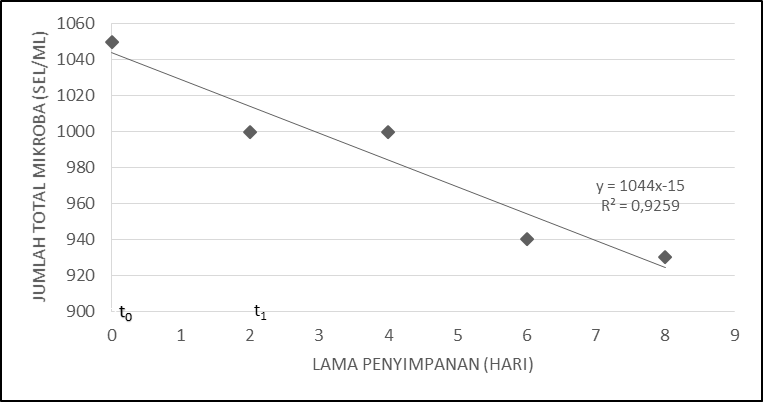 1060
1040
1020
1000
980
960
940
920
900
JUMLAH TOTAL MIKROBA (SEL/ML)
y = 1044x-15
R² = 0,9259
t₀
t₁
0 1 2 3 4 5 6 7 8 9
LAMA PENYIMPANAN (HARI)